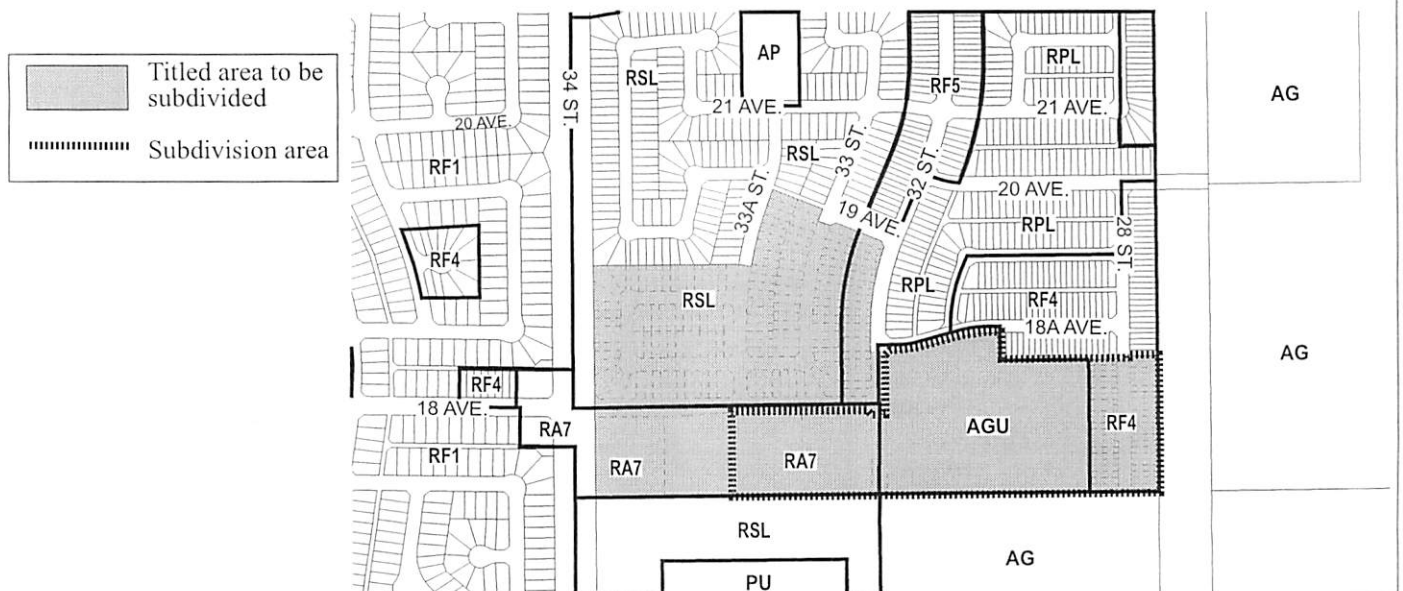 Titled area to be
subdivided
Subdivision area
34 ST.
RSL
AP
RF5
RPL
AG
21 AVE.
21 AVE.
20 AVE.
RF1
RSL
33 ST.
32 ST.
33A ST.
20 AVE.
19 AVE.
RPL
28 ST.
RF4
RSL
RPL
RF4
18A AVE.
AG
RF4
18 AVE.
RA7
AGU
RF4
RF1
RA7
RA7
RSL
AG
PU